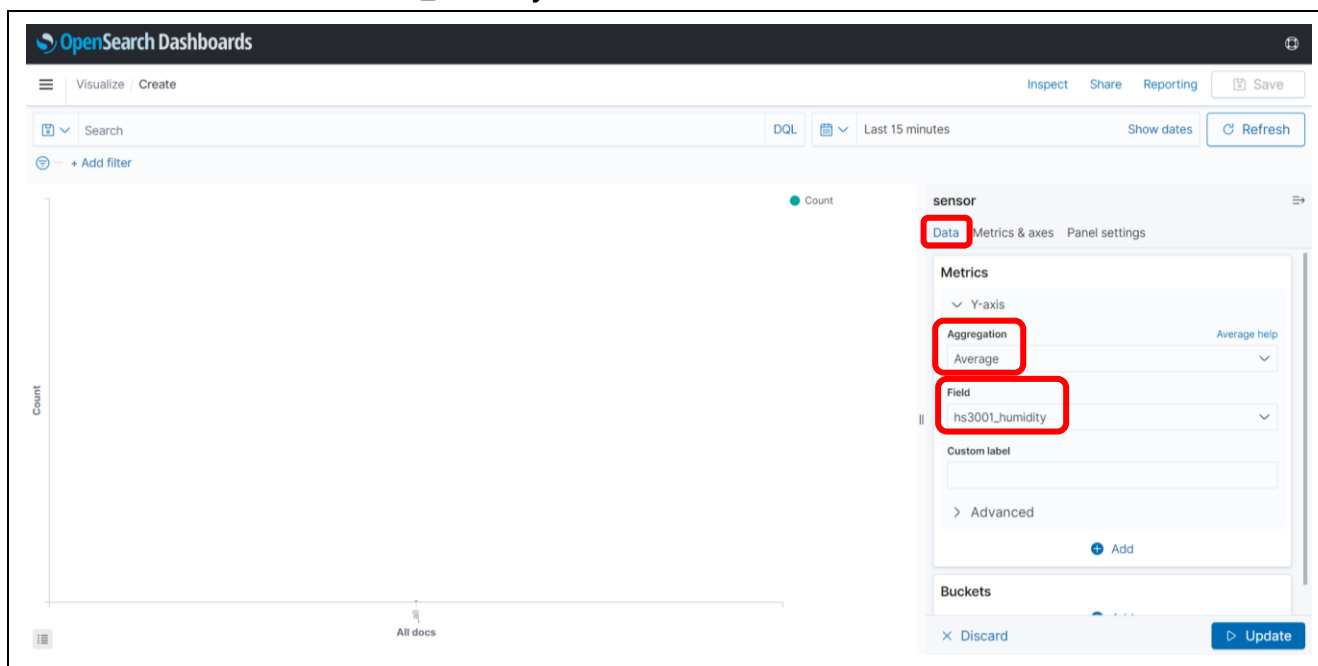 OpenSearch Dashboards
Visualize / Create
Inspect Share Reporting Save
Search DQL Last 15 minutes Show dates Refresh
+ Add filter
Count
sensor
Data Metrics & axes Panel settings
Metrics
Y-axis
Aggregation Average help
Average
Field
hs3001_humidity
Custom label
Advanced
Add
Buckets
Count
All docs
Discard Update